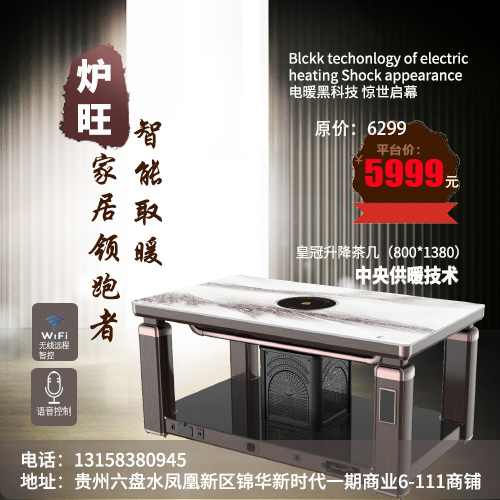 Blckk techonlogy of electric
heating Shock appearance
电暖黑科技 惊世启幕
炉旺
智能取暖
家居领跑者
原价：6299
平台价：
¥5999元
皇冠升降茶几（800*1380）
中央供暖技术
WiFi
无线远程
智控
语音控制
电话：13158380945
地址：贵州六盘水凤凰新区锦华新时代一期商业6-111商铺